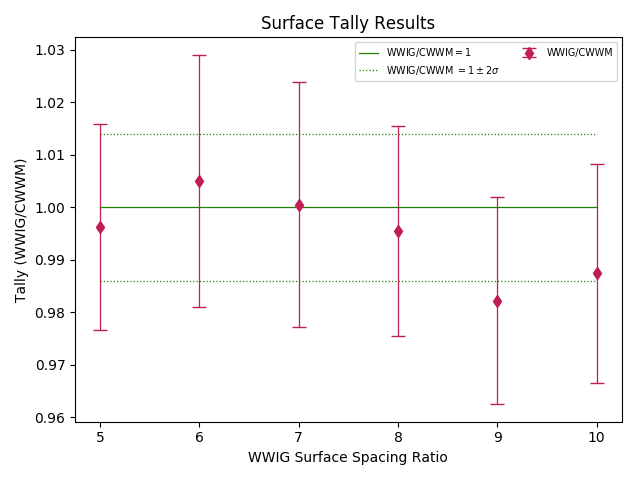 Surface Tally Results
WWIG/CWWM = 1
WWIG/CWWM = 1 ± 2σ
WWIG/CWWM
Tally (WWIG/CWWM)
1.03
1.02
1.01
1.00
0.99
0.98
0.97
0.96
5 6 7 8 9 10
WWIG Surface Spacing Ratio